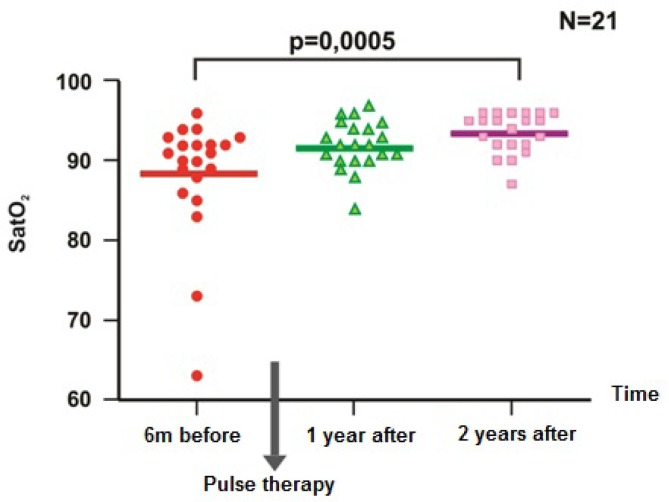 N=21
p=0,0005
100
90
80
70
60
SatO₂
Time
6m before
1 year after
2 years after
Pulse therapy